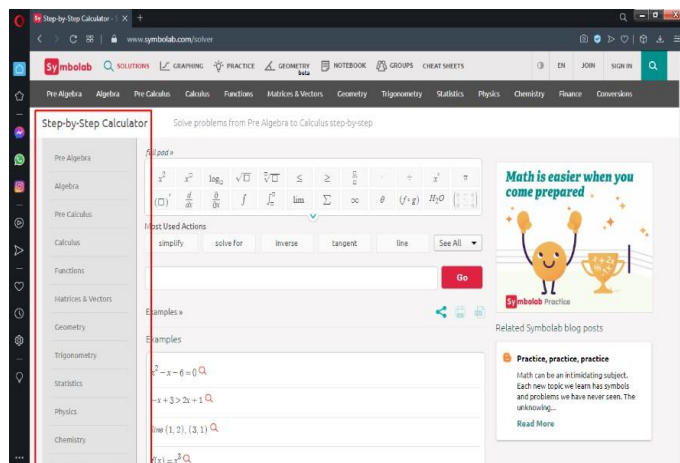 Step-by-Step Calculator
www.symbolab.com/solver
Symbolab SOLUTIONS GRAPHING PRACTICE GEOMETRY beta NOTEBOOK GROUPS CHEAT SHEETS EN JOIN SIGN IN
Pre Algebra Algebra Pre Calculus Calculus Functions Matrices & Vectors Geometry Trigonometry Statistics Physics Chemistry Finance Conversions
Step-by-Step Calculator Solve problems from Pre Algebra to Calculus step-by-step
Pre Algebra
Algebra
Pre Calculus
Calculus
Functions
Matrices & Vectors
Geometry
Trigonometry
Statistics
Physics
Chemistry
full pad »
x² x^□ log□ √□ ⁿ√□ ≤ ≥ □/□ · ÷ x° π
(□)' d/dx ∂/∂x ∫ ∫ lim ∑ ∞ θ (f∘g) H₂O
Most Used Actions
simplify solve for inverse tangent line See All
Go
Examples »
Examples
x² − x − 6 = 0
−x + 3 > 2x + 1
line (1, 2), (3, 1)
f(x) = x³
Math is easier when you
come prepared
Symbolab Practice
Related Symbolab blog posts
Practice, practice, practice
Math can be an intimidating subject.
Each new topic we learn has symbols
and problems we have never seen. The
unknowing...
Read More